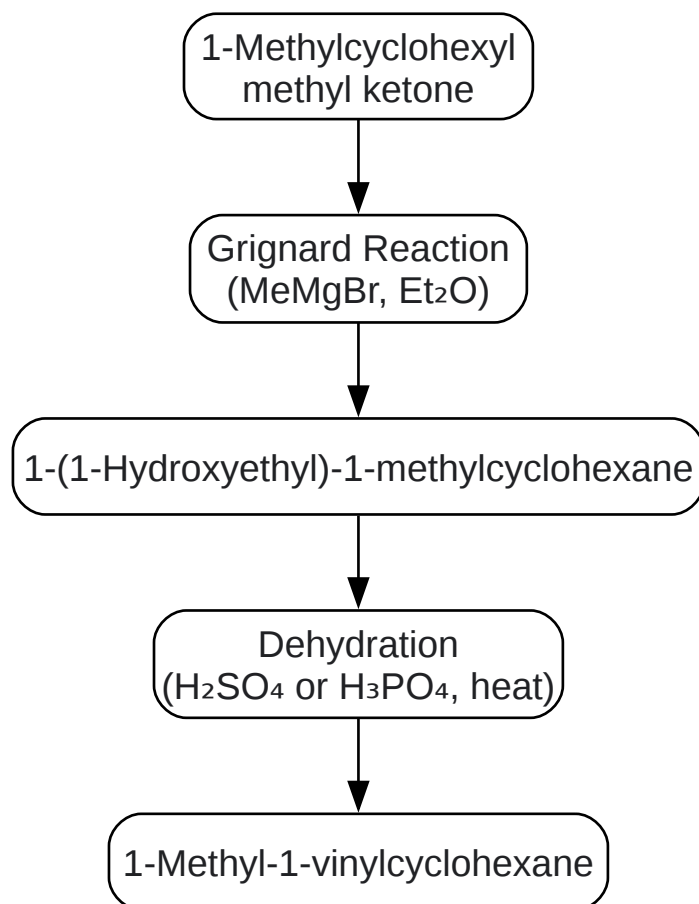 1-Methylcyclohexyl
methyl ketone
Grignard Reaction
(MeMgBr, Et₂O)
1-(1-Hydroxyethyl)-1-methylcyclohexane
Dehydration
(H₂SO₄ or H₃PO₄, heat)
1-Methyl-1-vinylcyclohexane